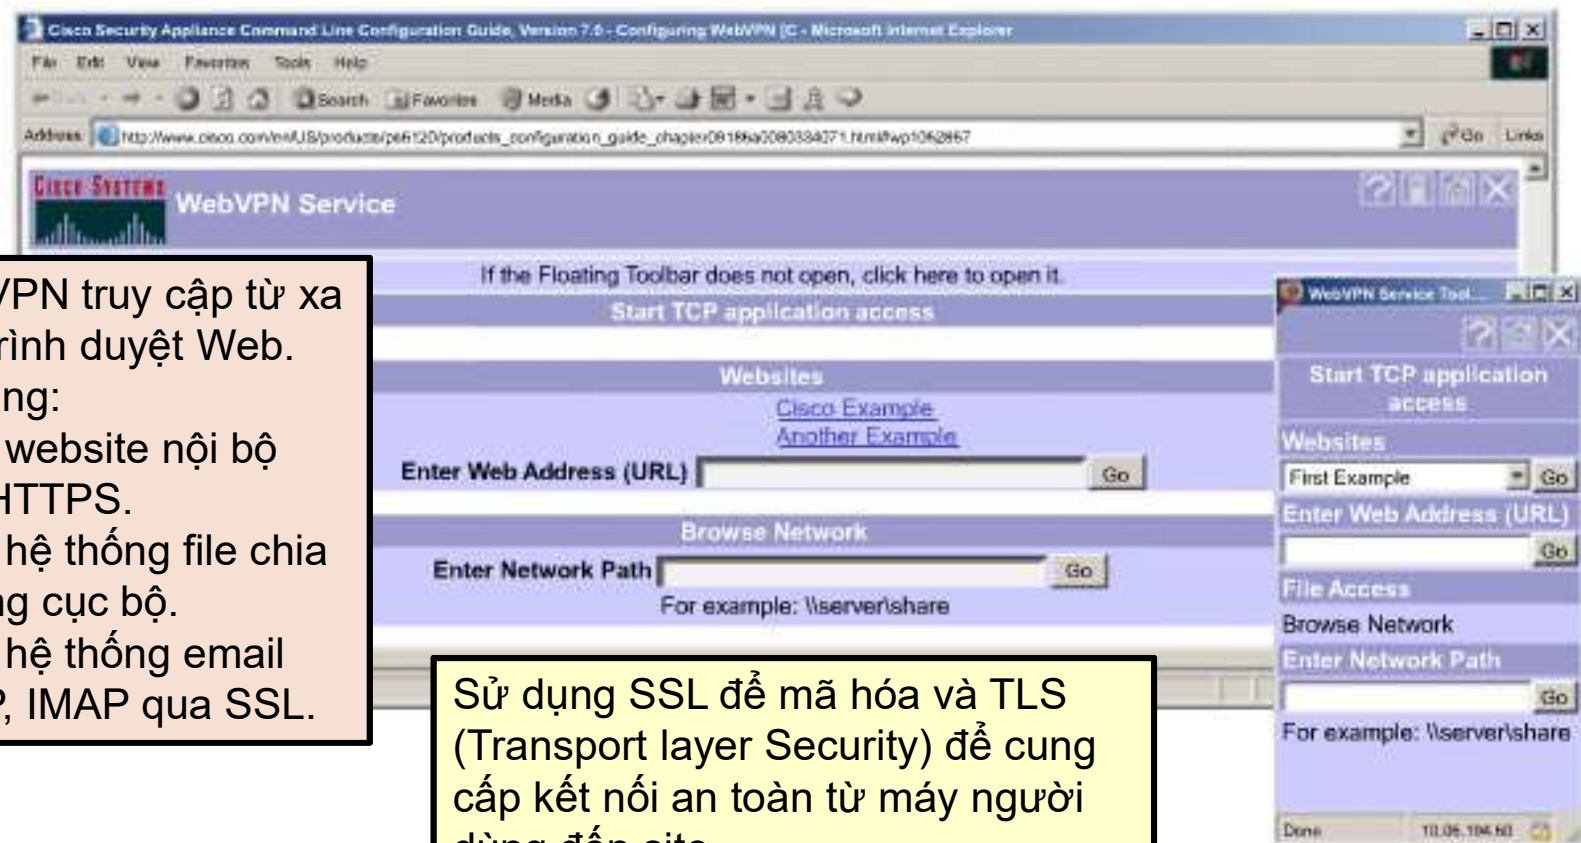 Cisco Security Appliance Command Line Configuration Guide, Version 7.0 - Configuring WebVPN [C - Microsoft Internet Explorer
File Edit View Favorites Tools Help
Search Favorites Media
Address Go Links
CISCO SYSTEMS
WebVPN Service
If the Floating Toolbar does not open, click here to open it.
Start TCP application access
Websites
Cisco Example
Another Example
Enter Web Address (URL) Go
Browse Network
Enter Network Path Go
For example: \\server\share
VPN truy cập từ xa
rình duyệt Web.
ng:
website nội bộ
HTTPS.
hệ thống file chia
ng cục bộ.
hệ thống email
P, IMAP qua SSL.
Sử dụng SSL để mã hóa và TLS
(Transport layer Security) để cung
cấp kết nối an toàn từ máy người
dùng đến site
WebVPN Service Tool...
Start TCP application
access
Websites
First Example Go
Enter Web Address (URL)
Go
File Access
Browse Network
Enter Network Path
Go
For example: \\server\share
Done